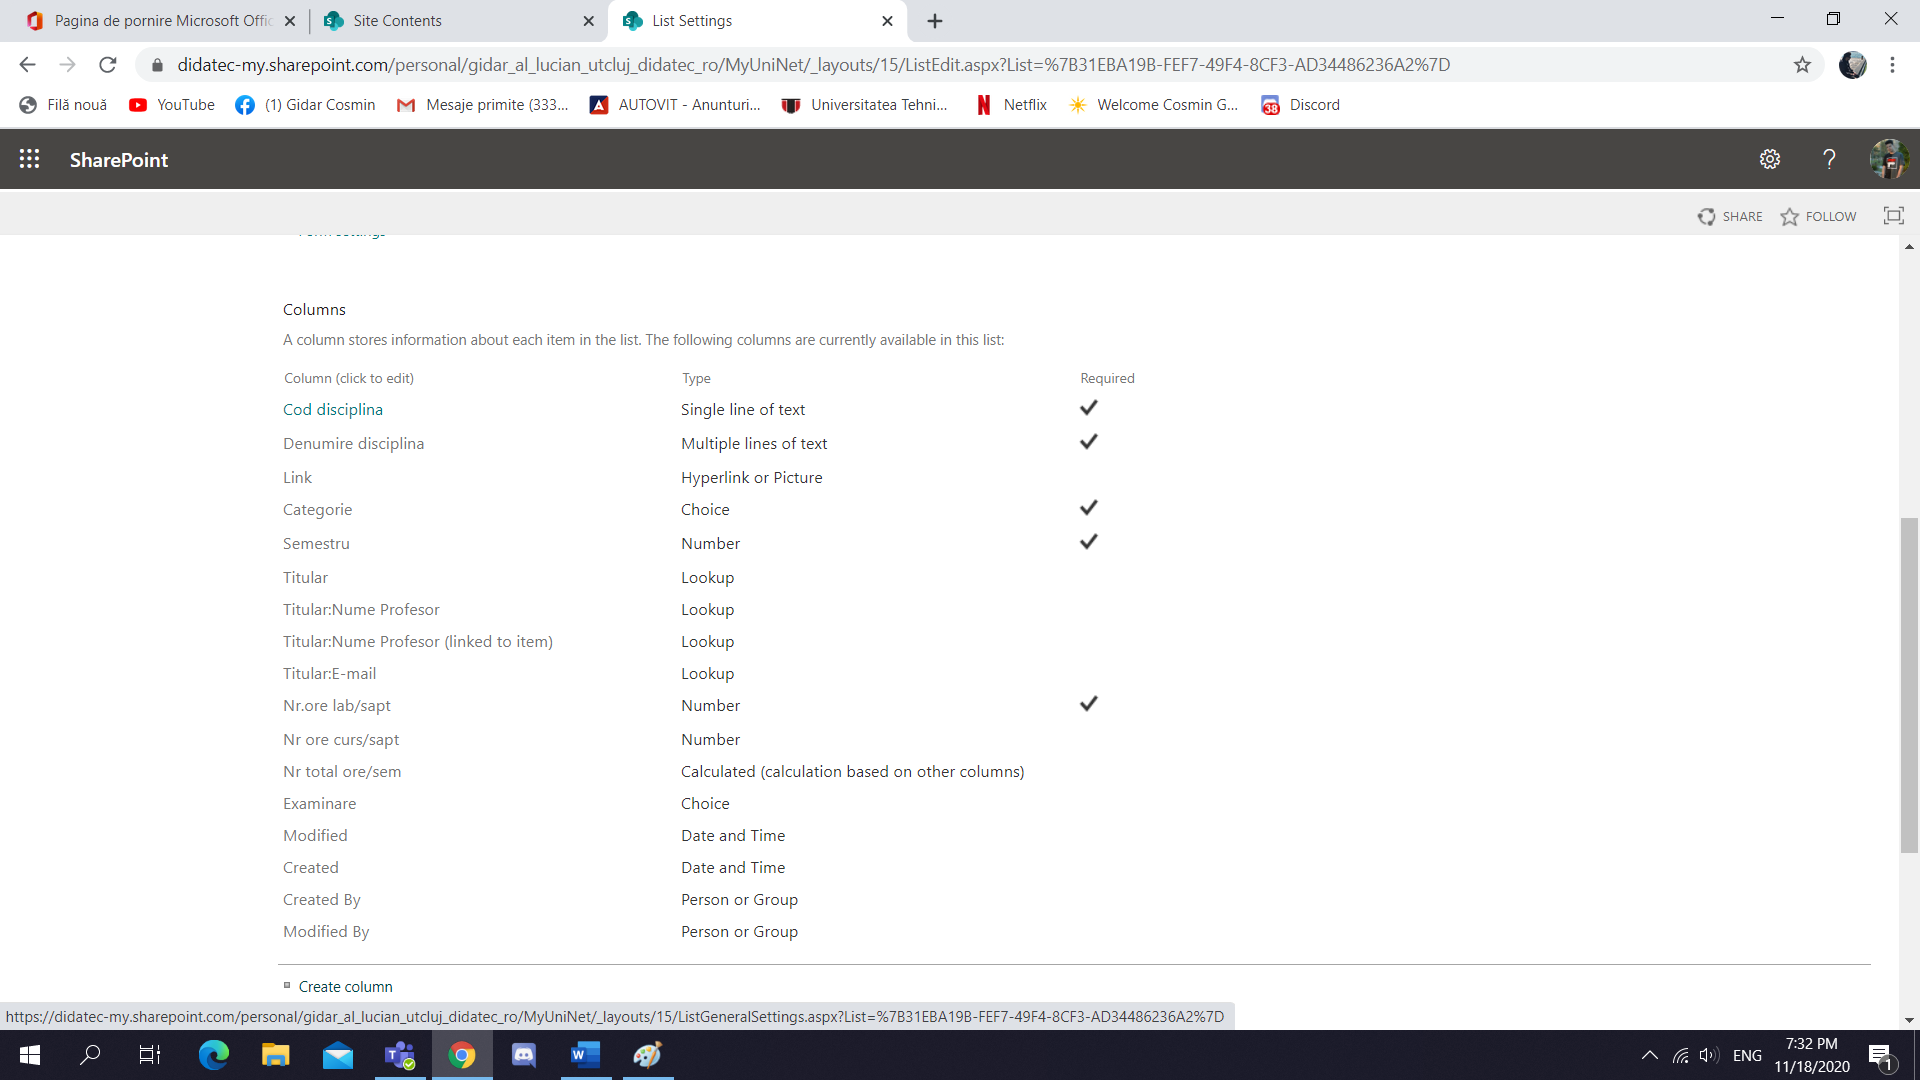 Pagina de pornire Microsoft Offic
Site Contents
List Settings
didatec-my.sharepoint.com/personal/gidar_al_lucian_utcluj_didatec_ro/MyUniNet/_layouts/15/ListEdit.aspx?List=%7B31EBA19B-FEF7-49F4-8CF3-AD34486236A2%7D
Filă nouă
YouTube
(1) Gidar Cosmin
Mesaje primite (333...
AUTOVIT - Anunturi...
Universitatea Tehni...
Netflix
Welcome Cosmin G...
38
Discord
SharePoint
SHARE
FOLLOW
Columns
A column stores information about each item in the list. The following columns are currently available in this list:
Column (click to edit) Type Required
Cod disciplina Single line of text
Denumire disciplina Multiple lines of text
Link Hyperlink or Picture
Categorie Choice
Semestru Number
Titular Lookup
Titular:Nume Profesor Lookup
Titular:Nume Profesor (linked to item) Lookup
Titular:E-mail Lookup
Nr.ore lab/sapt Number
Nr ore curs/sapt Number
Nr total ore/sem Calculated (calculation based on other columns)
Examinare Choice
Modified Date and Time
Created Date and Time
Created By Person or Group
Modified By Person or Group
Create column
https://didatec-my.sharepoint.com/personal/gidar_al_lucian_utcluj_didatec_ro/MyUniNet/_layouts/15/ListGeneralSettings.aspx?List=%7B31EBA19B-FEF7-49F4-8CF3-AD34486236A2%7D
ENG
7:32 PM
11/18/2020
1